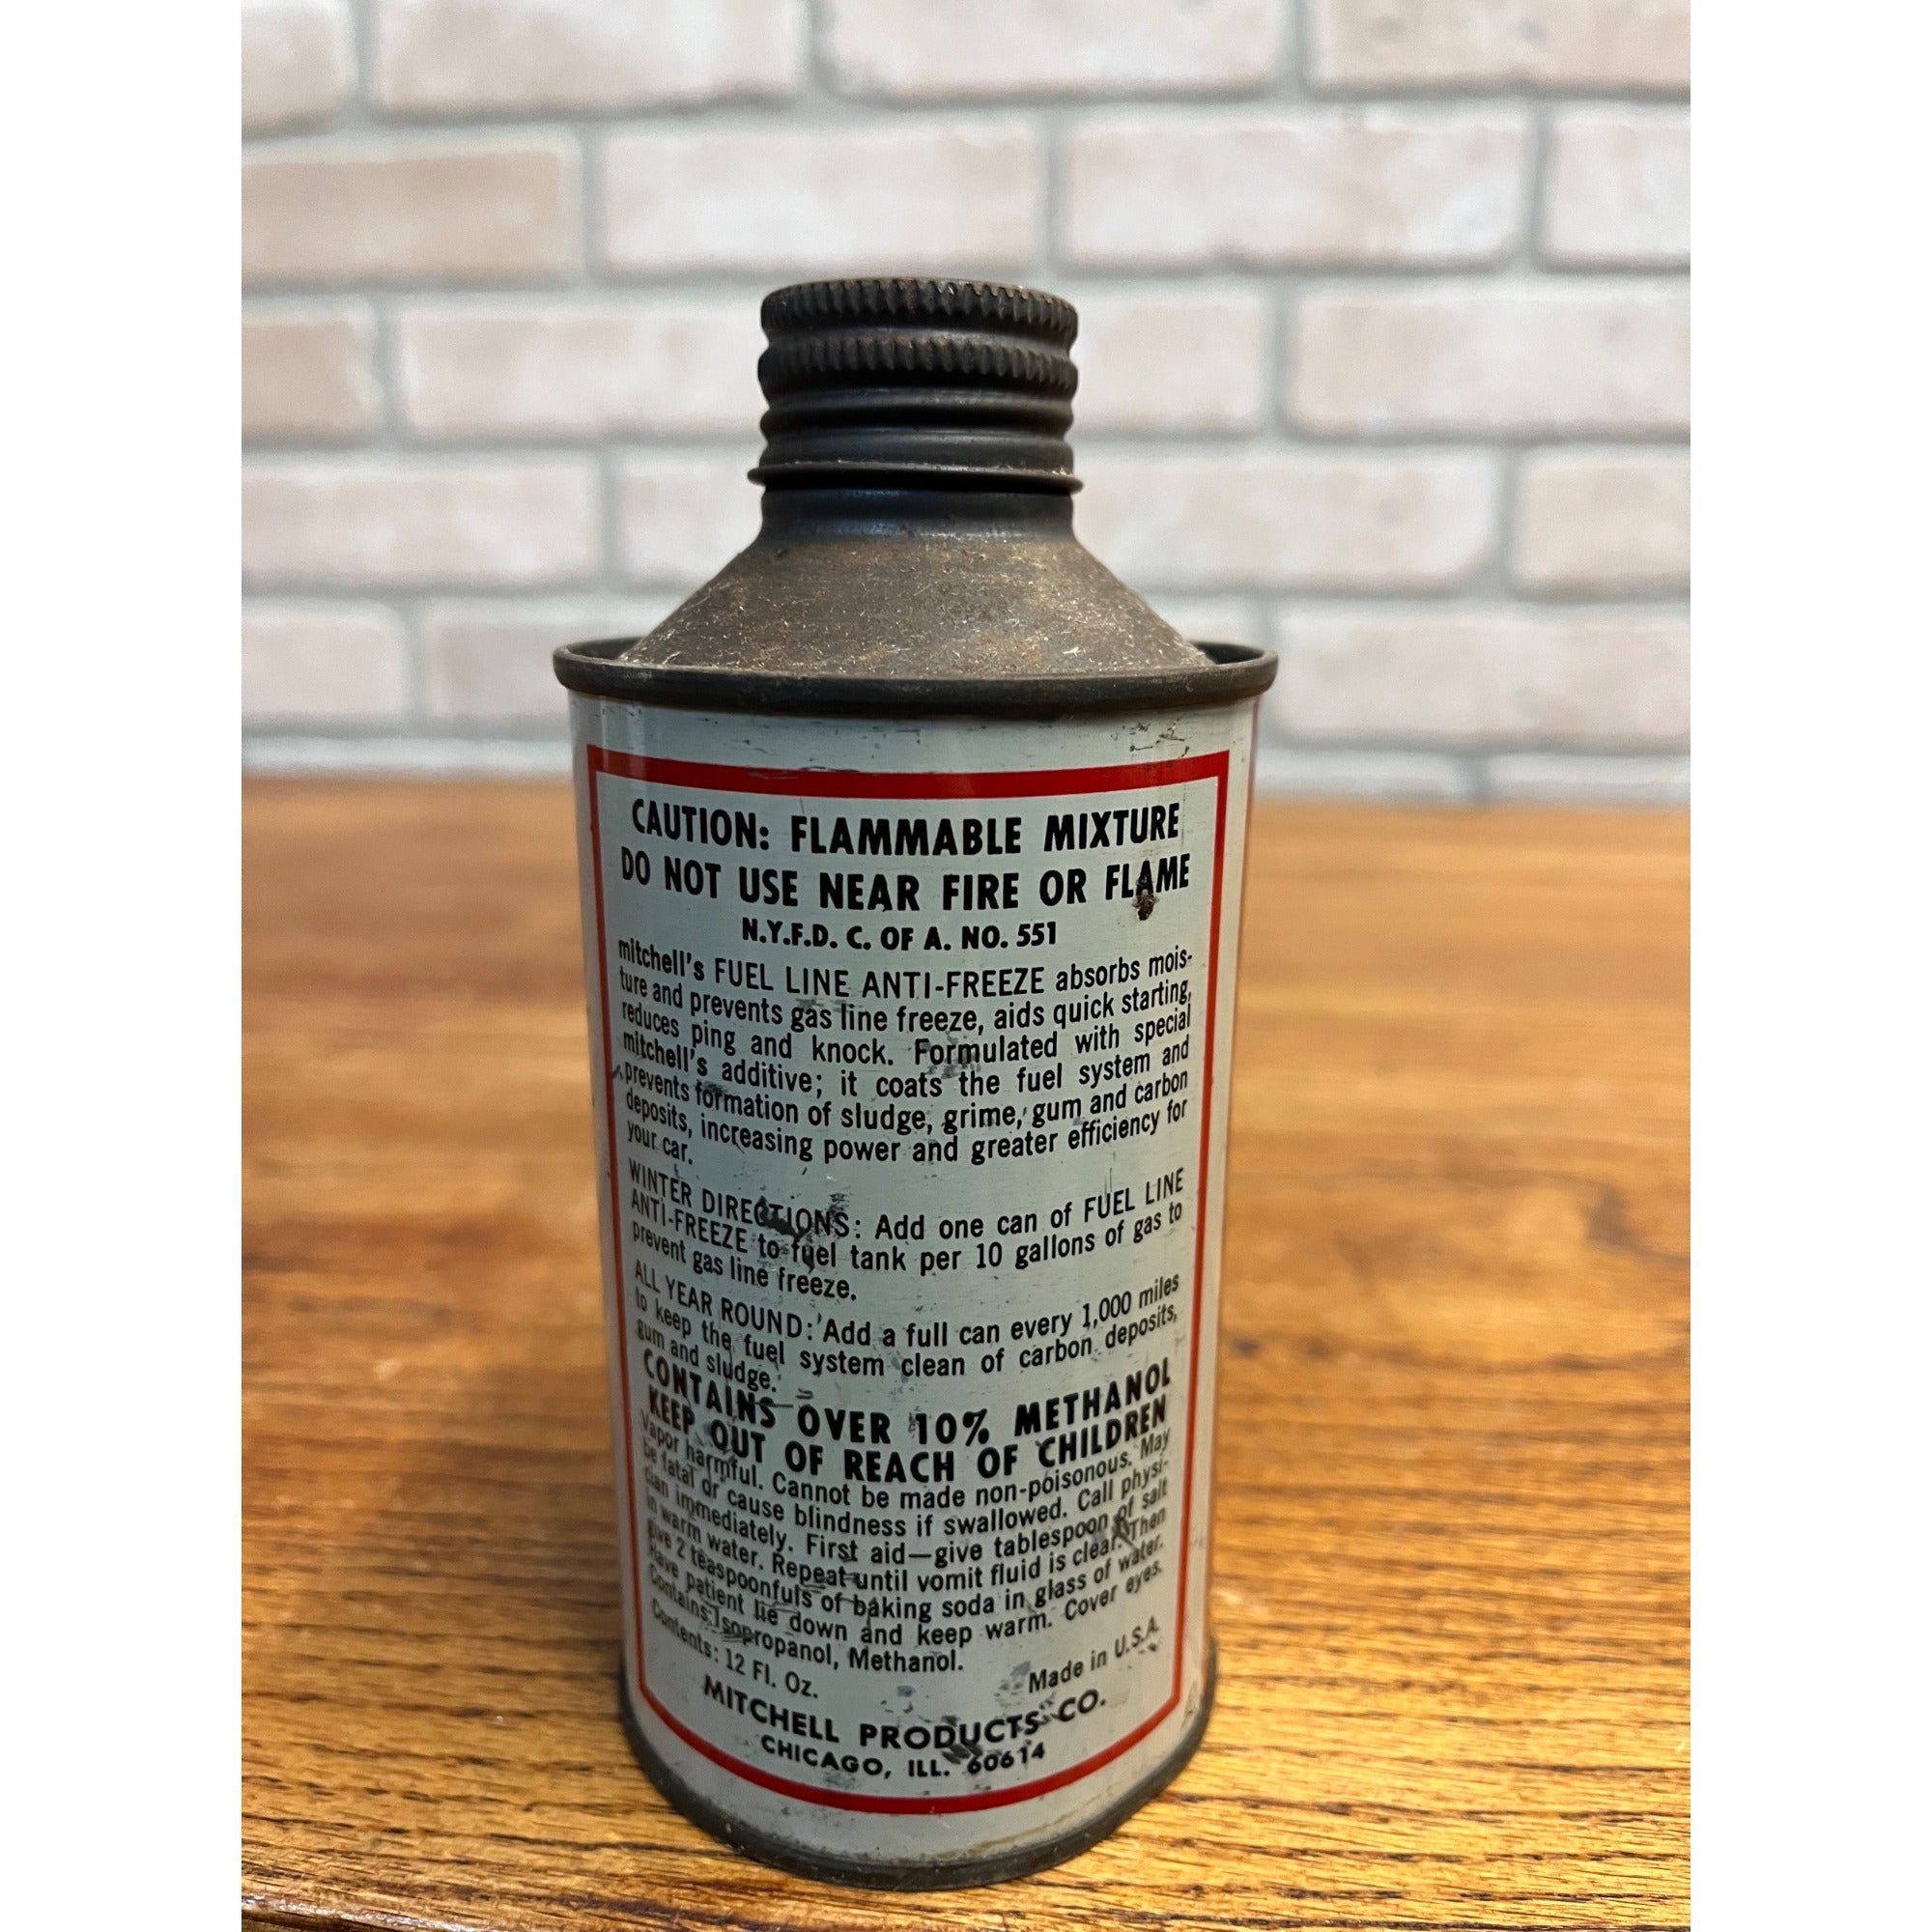 CAUTION: FLAMMABLE MIXTURE
DO NOT USE NEAR FIRE OR FLAME
N.Y.F.D. C. OF A. NO. 551
mitchell's FUEL LINE ANTI-FREEZE absorbs mois-
ture and prevents gas line freeze, aids quick starting,
reduces ping and knock. Formulated with special
mitchell's additive; it coats the fuel system and
prevents formation of sludge, grime, gum and carbon
deposits, increasing power and greater efficiency for
your car.
WINTER DIRECTIONS: Add one can of FUEL LINE
ANTI-FREEZE to fuel tank per 10 gallons of gas to
prevent gas line freeze.
ALL YEAR ROUND: Add a full can every 1,000 miles
to keep the fuel system clean of carbon deposits,
gum and sludge.
CONTAINS OVER 10% METHANOL
KEEP OUT OF REACH OF CHILDREN
Vapor harmful. Cannot be made non-poisonous. May
be fatal or cause blindness if swallowed. Call physi-
cian immediately. First aid—give tablespoon of salt
in warm water. Repeat until vomit fluid is clear. Then
give 2 teaspoonfuls of baking soda in glass of water.
Have patient lie down and keep warm. Cover eyes.
Contains: Isopropanol, Methanol.
Contents: 12 Fl. Oz. Made in U.S.A.
MITCHELL PRODUCTS CO.
CHICAGO, ILL. 60614